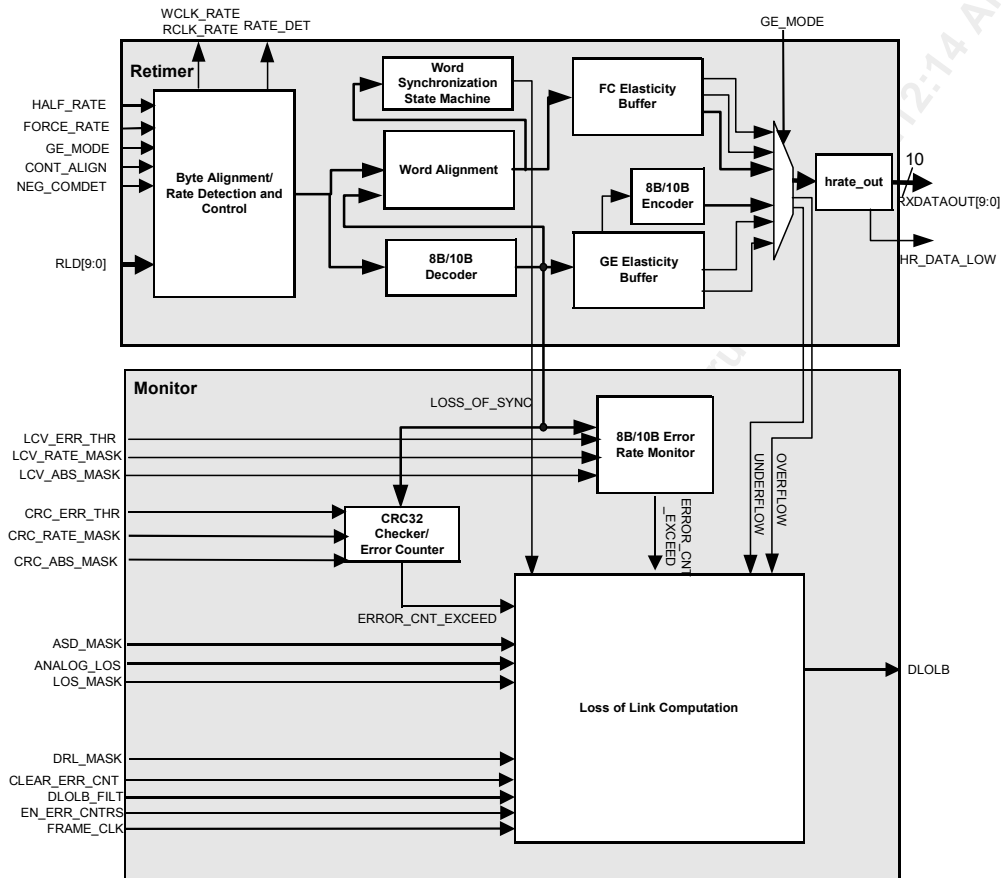 WCLK_RATE
RCLK_RATE
RATE_DET
GE_MODE
Retimer
HALF_RATE
FORCE_RATE
GE_MODE
CONT_ALIGN
NEG_COMDET
RLD[9:0]
Byte Alignment/
Rate Detection and
Control
Word
Synchronization
State Machine
Word Alignment
8B/10B
Decoder
FC Elasticity
Buffer
8B/10B
Encoder
GE Elasticity
Buffer
hrate_out
10
RXDATAOUT[9:0]
HR_DATA_LOW
Monitor
LOSS_OF_SYNC
LCV_ERR_THR
LCV_RATE_MASK
LCV_ABS_MASK
8B/10B Error
Rate Monitor
CRC_ERR_THR
CRC_RATE_MASK
CRC_ABS_MASK
CRC32
Checker/
Error Counter
ERROR_CNT
_EXCEED
UNDERFLOW
OVERFLOW
ERROR_CNT_EXCEED
ASD_MASK
ANALOG_LOS
LOS_MASK
Loss of Link Computation
DLOLB
DRL_MASK
CLEAR_ERR_CNT
DLOLB_FILT
EN_ERR_CNTRS
FRAME_CLK